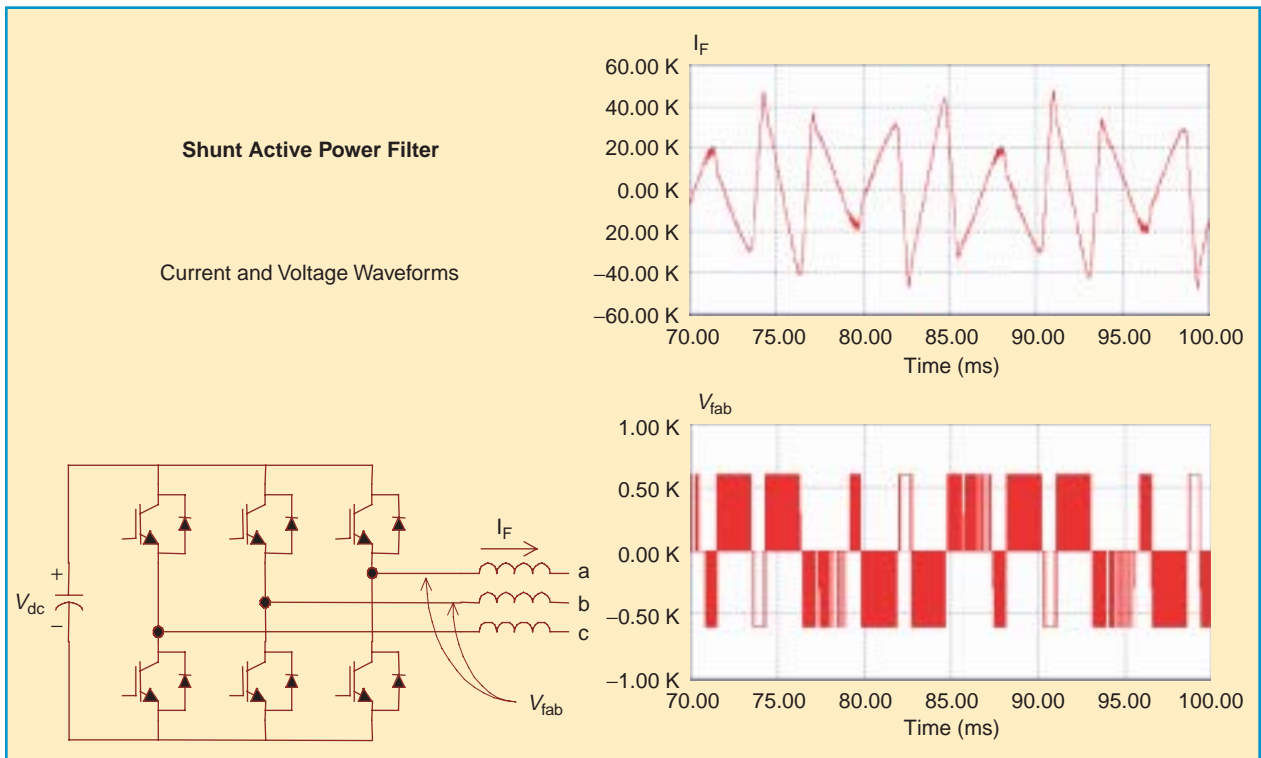 Shunt Active Power Filter
Current and Voltage Waveforms
I_F
60.00 K
40.00 K
20.00 K
0.00 K
20.00 K
−40.00 K
−60.00 K
70.00 75.00 80.00 85.00 90.00 95.00 100.00
Time (ms)
V_fab
1.00 K
0.50 K
0.00 K
−0.50 K
−1.00 K
70.00 75.00 80.00 85.00 90.00 95.00 100.00
Time (ms)
I_F
a
b
c
+
V_dc
−
V_fab